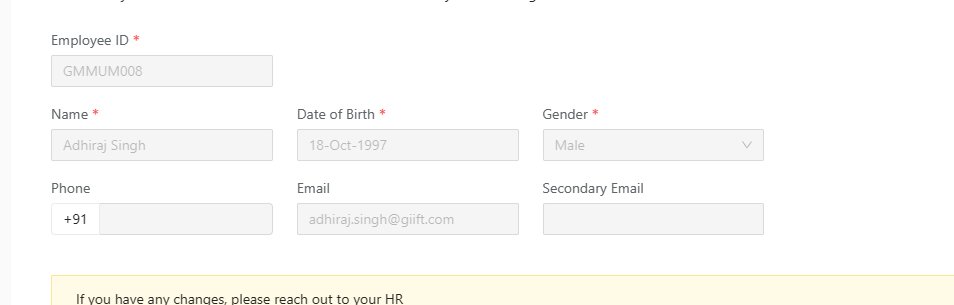 Employee ID *
GMMUM008
Name *
Date of Birth *
Gender *
Adhiraj Singh
18-Oct-1997
Male
Phone
Email
Secondary Email
+91
adhiraj.singh@giift.com
If you have any changes, please reach out to your HR